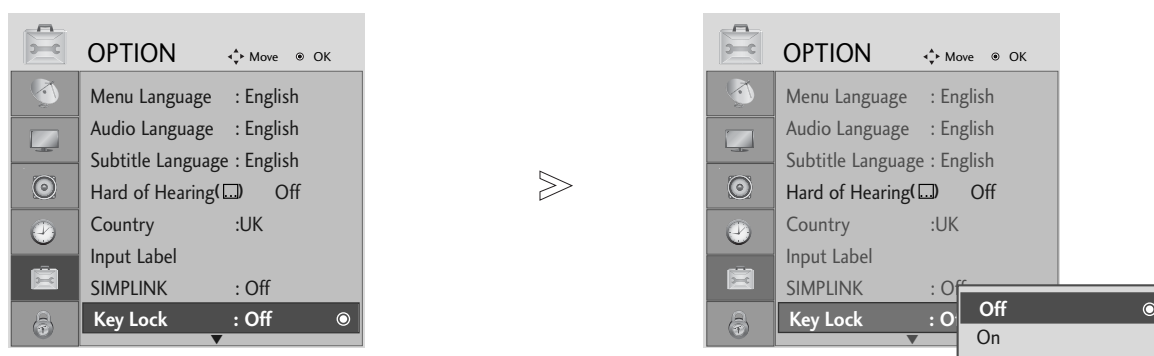 OPTION Move OK
Menu Language : English
Audio Language : English
Subtitle Language : English
Hard of Hearing( ) Off
Country :UK
Input Label
SIMPLINK : Off
Key Lock : Off
OPTION Move OK
Menu Language : English
Audio Language : English
Subtitle Language : English
Hard of Hearing( ) Off
Country :UK
Input Label
SIMPLINK : Off
Key Lock : O
Off
On